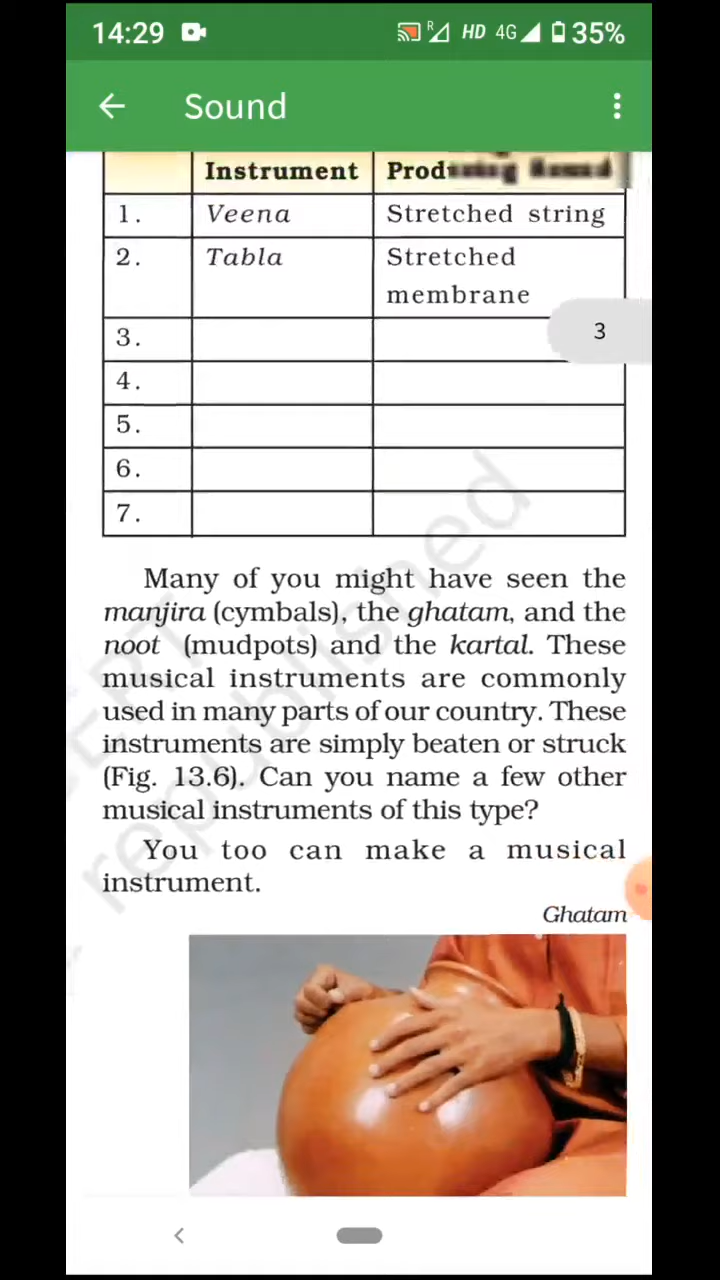 14:29
R HD 4G 35%
Sound
Instrument
1. Veena Stretched string
2. Tabla Stretched
membrane
3.
3
4.
5.
6.
7.
Many of you might have seen the
manjira (cymbals), the ghatam, and the
noot (mudpots) and the kartal. These
musical instruments are commonly
used in many parts of our country. These
instruments are simply beaten or struck
(Fig. 13.6). Can you name a few other
musical instruments of this type?
You too can make a musical
instrument.
Ghatam
republished